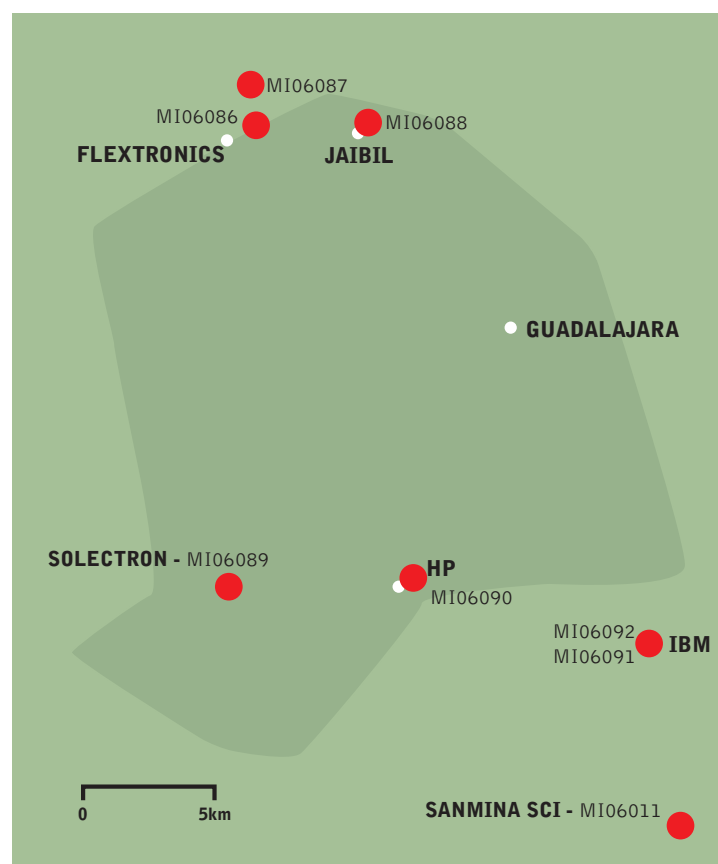 MI06087
MI06086
MI06088
FLEXTRONICS
JAIBIL
GUADALAJARA
SOLECTRON - MI06089
HP
MI06090
MI06092
MI06091
IBM
0
5km
SANMINA SCI - MI06011